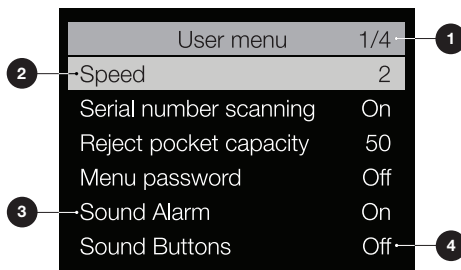 User menu 1/4 1
2 Speed 2
Serial number scanning On
Reject pocket capacity 50
Menu password Off
3 Sound Alarm On
Sound Buttons Off 4